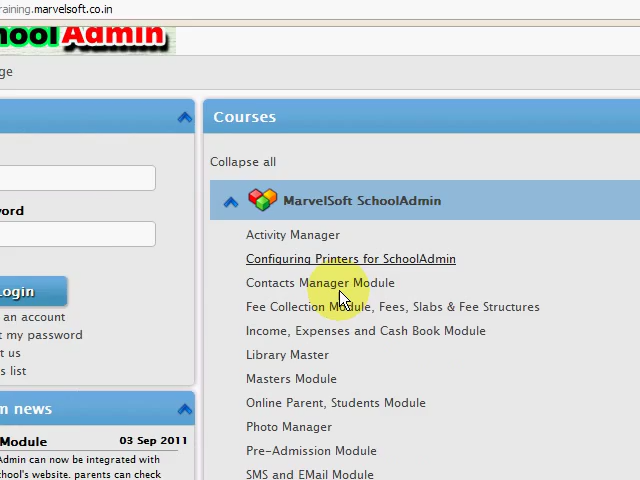 raining.marvelsoft.co.in
hool Admin
ge
Courses
Collapse all
MarvelSoft SchoolAdmin
word
Activity Manager
Configuring Printers for SchoolAdmin
Contacts Manager Module
Login
Fee Collection Module, Fees, Slabs & Fee Structures
an account
Income, Expenses and Cash Book Module
t my password
t us
Library Master
s list
Masters Module
m news
Online Parent, Students Module
Photo Manager
Module 03 Sep 2011
Pre-Admission Module
Admin can now be integrated with
chool's website. parents can check
SMS and EMail Module